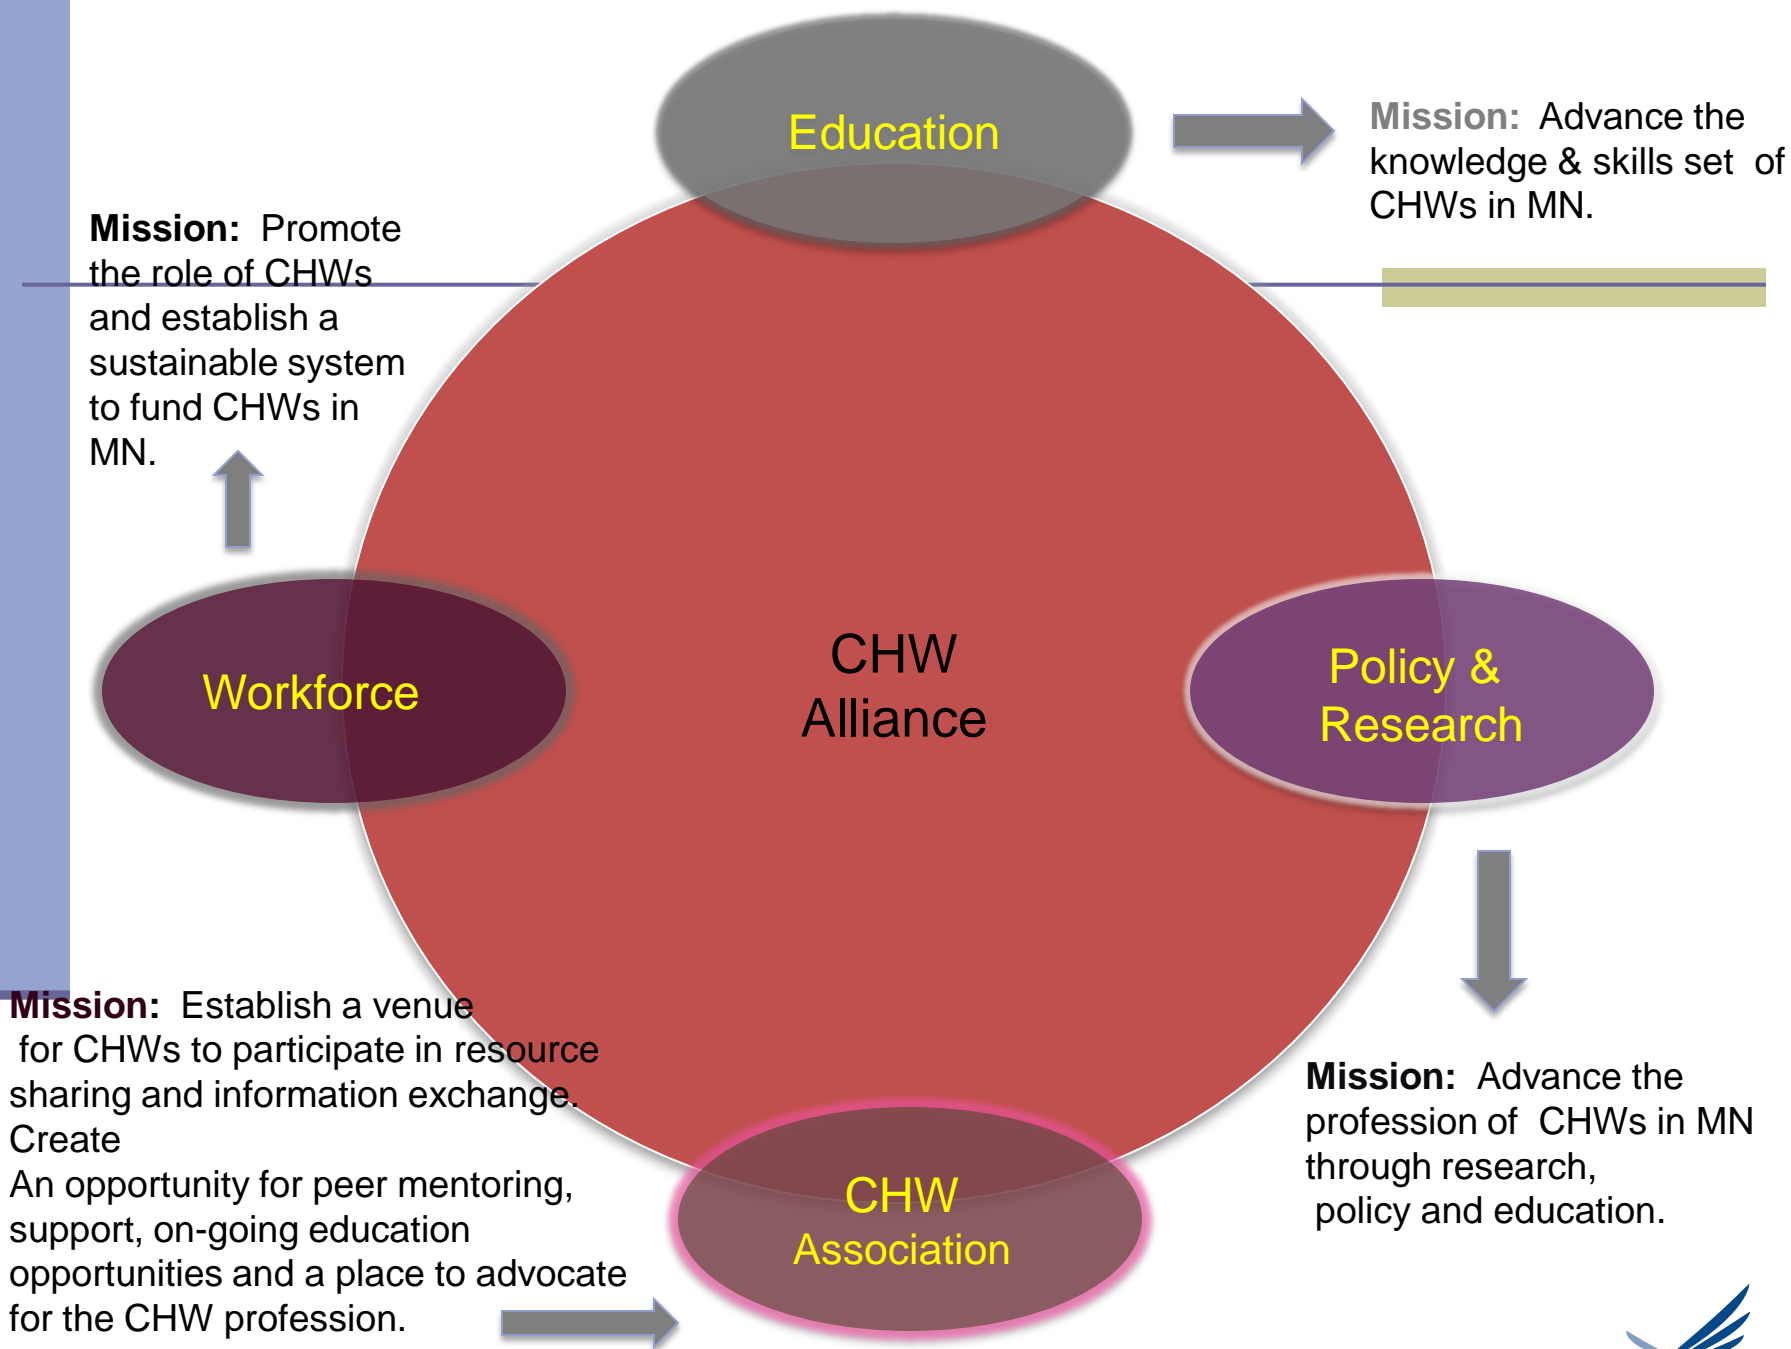 Education
Mission: Advance the
knowledge & skills set of
CHWs in MN.
Mission: Promote
the role of CHWs
and establish a
sustainable system
to fund CHWs in
MN.
Workforce
CHW
Alliance
Policy &
Research
Mission: Establish a venue
for CHWs to participate in resource
sharing and information exchange.
Create
An opportunity for peer mentoring,
support, on-going education
opportunities and a place to advocate
for the CHW profession.
CHW
Association
Mission: Advance the
profession of CHWs in MN
through research,
policy and education.